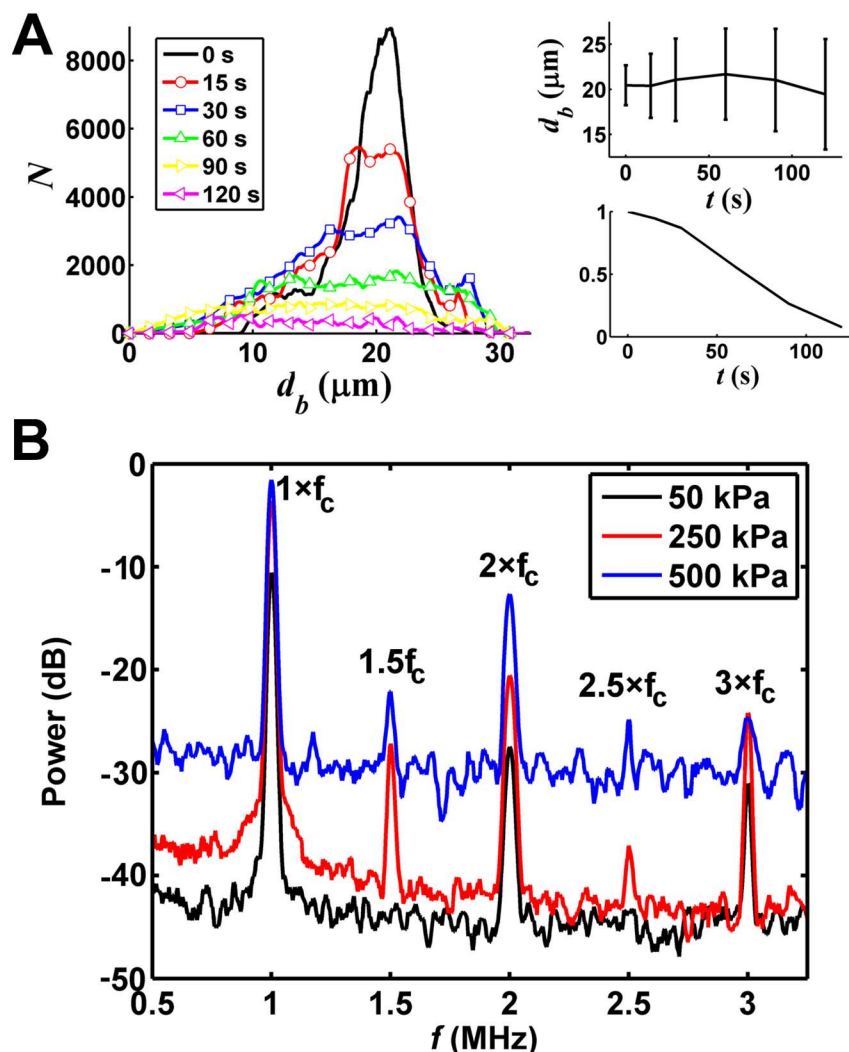 A
N
8000
6000
4000
2000
0
0 s
15 s
30 s
60 s
90 s
120 s
0
10
20
30
d_b (μm)
d_b (μm)
25
20
15
0
50
100
t (s)
1
0.5
0
0
50
100
t (s)
B
Power (dB)
0
-10
-20
-30
-40
-50
1×f_c
1.5f_c
2×f_c
2.5×f_c
3×f_c
50 kPa
250 kPa
500 kPa
0.5
1
1.5
2
2.5
3
f (MHz)